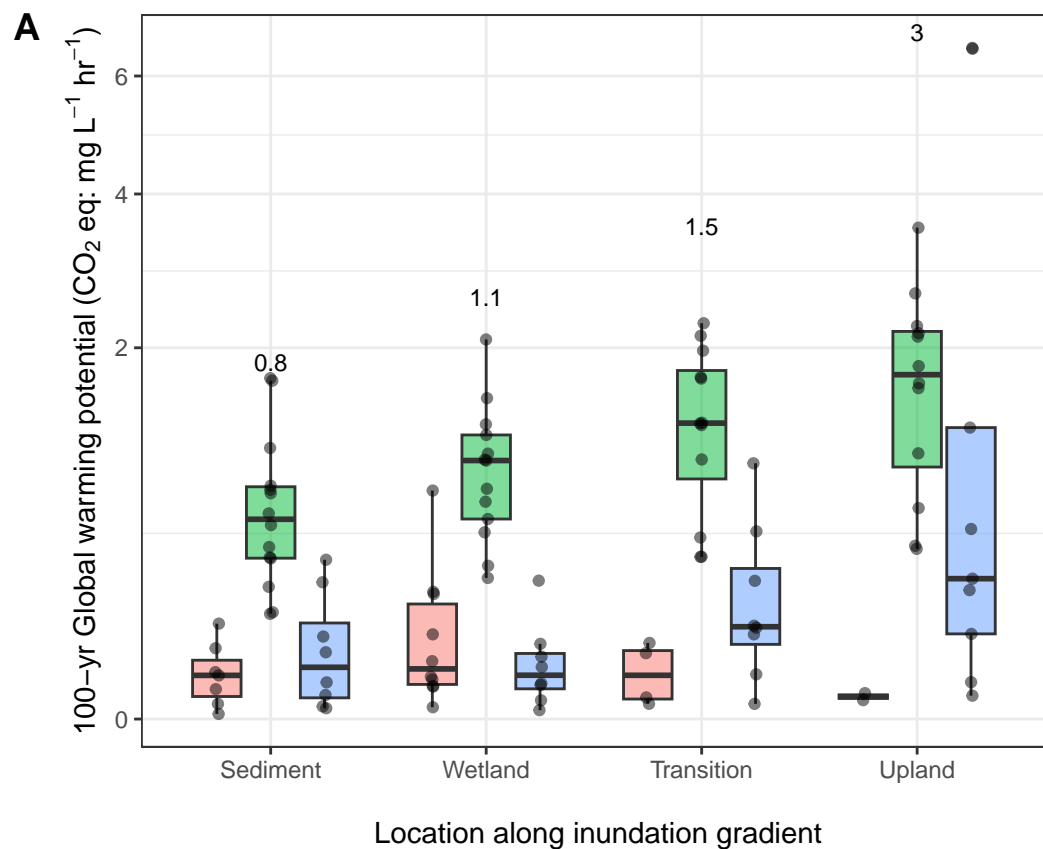 A
100−yr Global warming potential (CO₂ eq: mg L⁻¹ hr⁻¹)
6
4
2
0
0.8
1.1
1.5
3
Sediment
Wetland
Transition
Upland
Location along inundation gradient